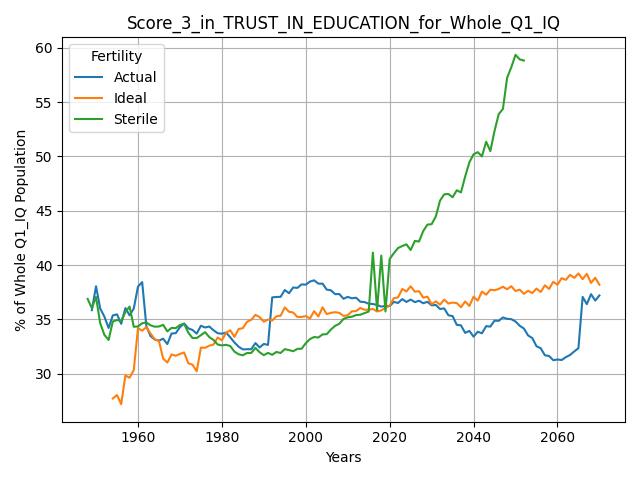 Score_3_in_TRUST_IN_EDUCATION_for_Whole_Q1_IQ
Fertility
Actual
Ideal
Sterile
% of Whole Q1_IQ Population
60
55
50
45
40
35
30
1960 1980 2000 2020 2040 2060
Years